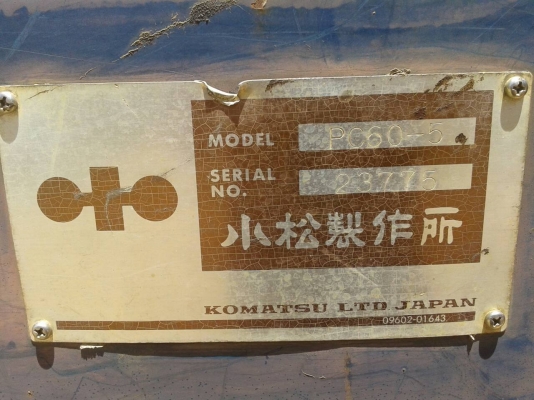 MODEL PC60-5
SERIAL NO. 23775
小松製作所
KOMATSU LTD JAPAN
09602-01643